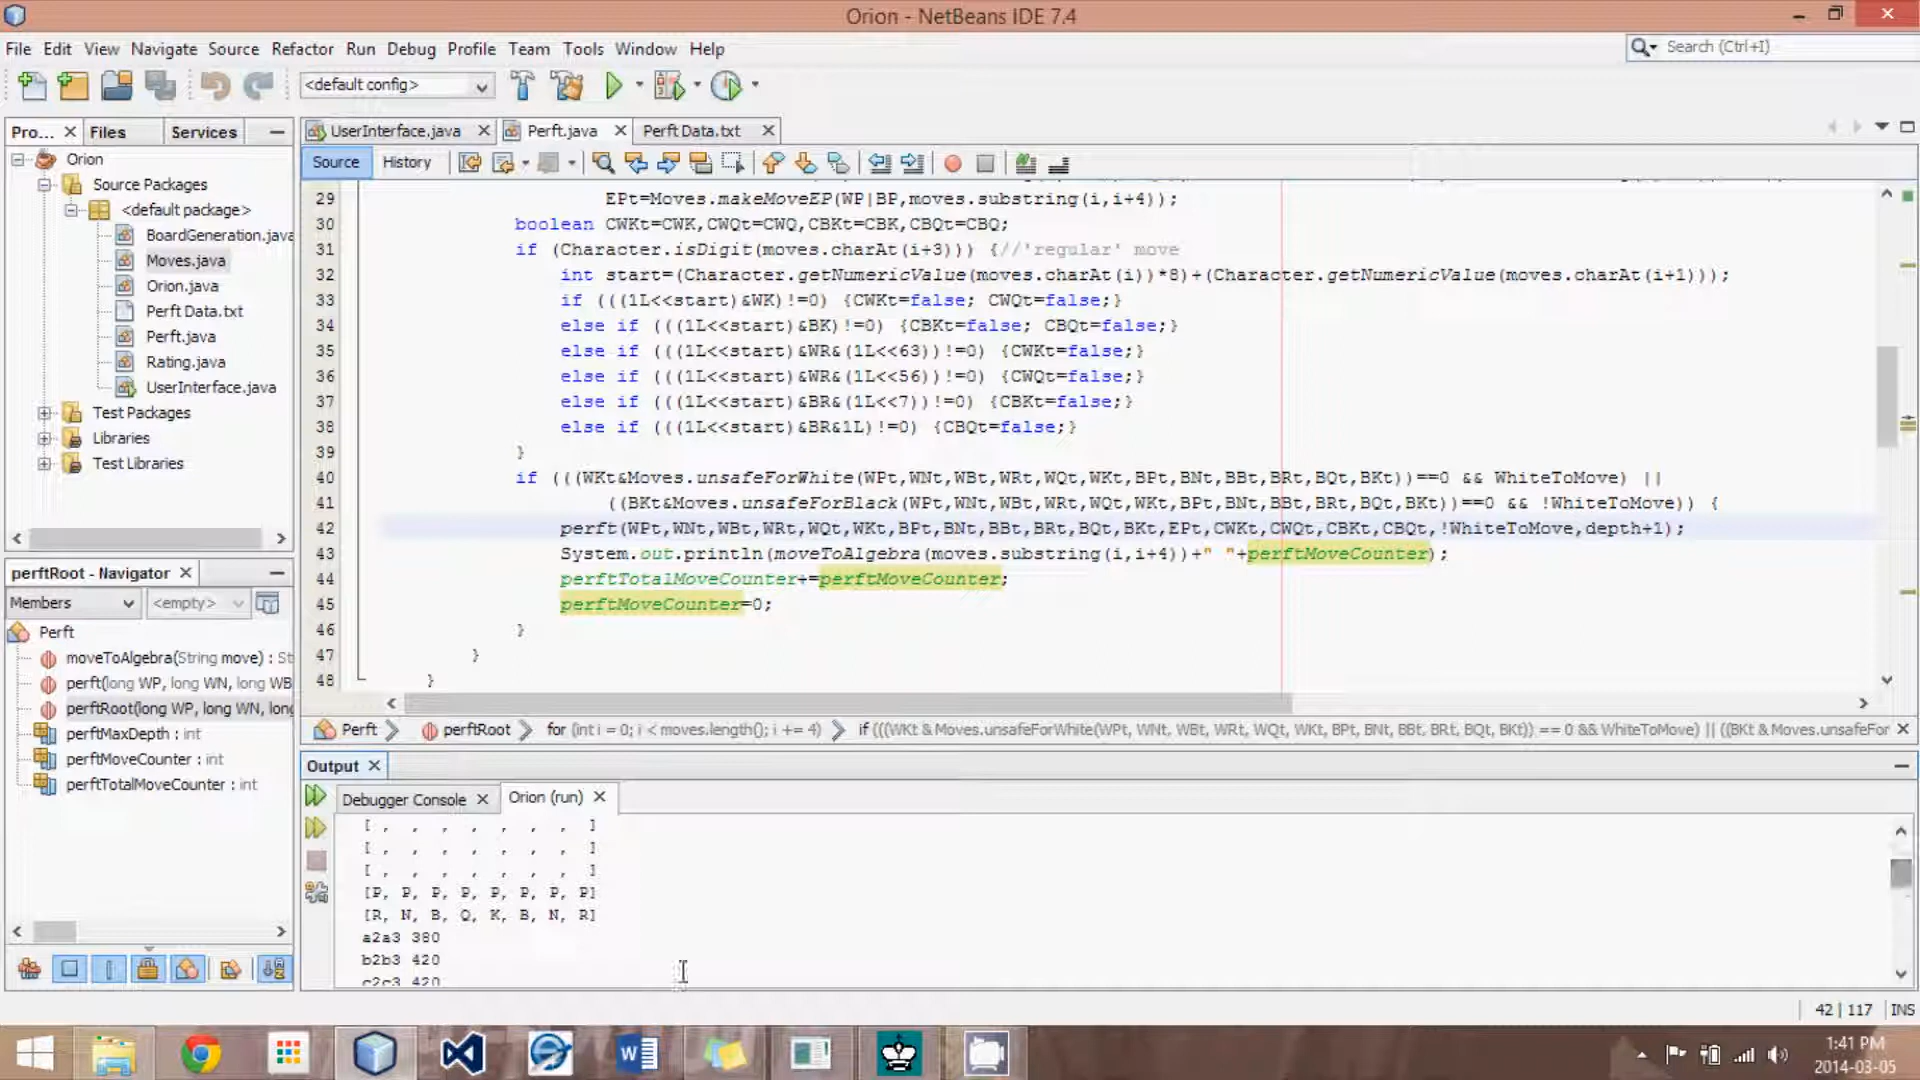 Orion - NetBeans IDE 7.4
File Edit View Navigate Source Refactor Run Debug Profile Team Tools Window Help
Search (Ctrl+I)
<default config>
Pro... Files Services
UserInterface.java Perft.java Perft Data.txt
Source History
Orion
Source Packages
<default package>
BoardGeneration.java
Moves.java
Orion.java
Perft Data.txt
Perft.java
Rating.java
UserInterface.java
Test Packages
Libraries
Test Libraries
29 EPt=Moves.makeMoveEP(WP|BP,moves.substring(i,i+4));
30 boolean CWKt=CWK,CWQt=CWQ,CBKt=CBK,CBQt=CBQ;
31 if (Character.isDigit(moves.charAt(i+3))) {//'regular' move
32 int start=(Character.getNumericValue(moves.charAt(i))*8)+(Character.getNumericValue(moves.charAt(i+1)));
33 if (((1L<<start)&WK)!=0) {CWKt=false; CWQt=false;}
34 else if (((1L<<start)&BK)!=0) {CBKt=false; CBQt=false;}
35 else if (((1L<<start)&WR&(1L<<63))!=0) {CWKt=false;}
36 else if (((1L<<start)&WR&(1L<<56))!=0) {CWQt=false;}
37 else if (((1L<<start)&BR&(1L<<7))!=0) {CBKt=false;}
38 else if (((1L<<start)&BR&1L)!=0) {CBQt=false;}
39 }
40 if (((WKt&Moves.unsafeForWhite(WPt,WNt,WBt,WRt,WQt,WKt,BPt,BNt,BBt,BRt,BQt,BKt))==0 && WhiteToMove) ||
41 ((BKt&Moves.unsafeForBlack(WPt,WNt,WBt,WRt,WQt,WKt,BPt,BNt,BBt,BRt,BQt,BKt))==0 && !WhiteToMove)) {
42 perft(WPt,WNt,WBt,WRt,WQt,WKt,BPt,BNt,BBt,BRt,BQt,BKt,EPt,CWKt,CWQt,CBKt,CBQt,!WhiteToMove,depth+1);
43 System.out.println(moveToAlgebra(moves.substring(i,i+4))+" "+perftMoveCounter);
44 perftTotalMoveCounter+=perftMoveCounter;
45 perftMoveCounter=0;
46 }
47 }
48 }
perftRoot - Navigator
Members <empty>
Perft
moveToAlgebra(String move) : St
perft(long WP, long WN, long WB
perftRoot(long WP, long WN, long
perftMaxDepth : int
perftMoveCounter : int
perftTotalMoveCounter : int
Perft perftRoot for (int i = 0; i < moves.length(); i += 4) if (((WKt & Moves.unsafeForWhite(WPt, WNt, WBt, WRt, WQt, WKt, BPt, BNt, BBt, BRt, BQt, BKt)) == 0 && WhiteToMove) || ((BKt & Moves.unsafeFor
Output
Debugger Console Orion (run)
[ , , , , , , , ]
[ , , , , , , , ]
[ , , , , , , , ]
[P, P, P, P, P, P, P, P]
[R, N, B, Q, K, B, N, R]
a2a3 380
b2b3 420
c2c3 420
42 | 117 INS
1:41 PM
2014-03-05